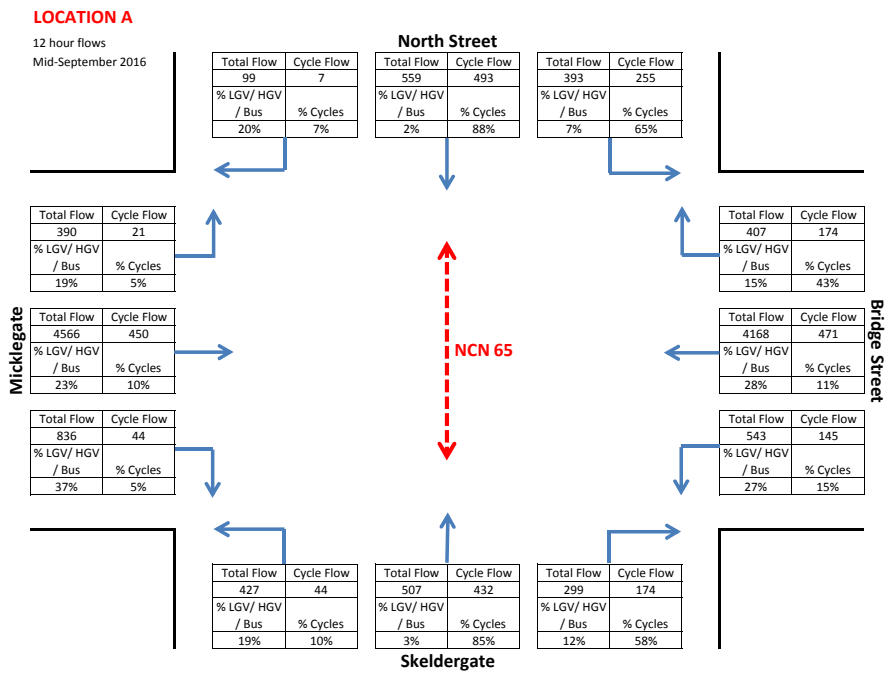 LOCATION A
12 hour flows
Mid-September 2016
North Street
Total Flow Cycle Flow
99 7
% LGV/ HGV
/ Bus % Cycles
20% 7%
Total Flow Cycle Flow
559 493
% LGV/ HGV
/ Bus % Cycles
2% 88%
Total Flow Cycle Flow
393 255
% LGV/ HGV
/ Bus % Cycles
7% 65%
Micklegate
Total Flow Cycle Flow
390 21
% LGV/ HGV
/ Bus % Cycles
19% 5%
Total Flow Cycle Flow
4566 450
% LGV/ HGV
/ Bus % Cycles
23% 10%
Total Flow Cycle Flow
836 44
% LGV/ HGV
/ Bus % Cycles
37% 5%
NCN 65
Total Flow Cycle Flow
407 174
% LGV/ HGV
/ Bus % Cycles
15% 43%
Total Flow Cycle Flow
4168 471
% LGV/ HGV
/ Bus % Cycles
28% 11%
Total Flow Cycle Flow
543 145
% LGV/ HGV
/ Bus % Cycles
27% 15%
Bridge Street
Total Flow Cycle Flow
427 44
% LGV/ HGV
/ Bus % Cycles
19% 10%
Total Flow Cycle Flow
507 432
% LGV/ HGV
/ Bus % Cycles
3% 85%
Total Flow Cycle Flow
299 174
% LGV/ HGV
/ Bus % Cycles
12% 58%
Skeldergate